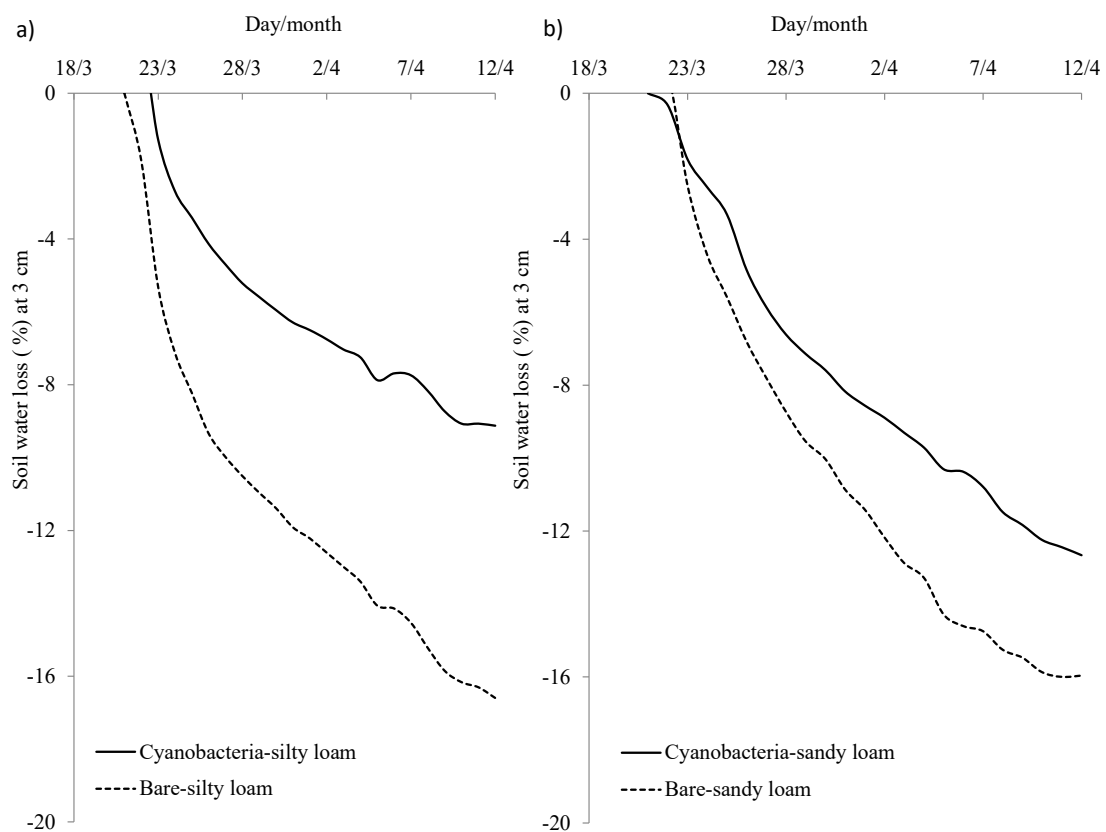 a)
Day/month
18/3 23/3 28/3 2/4 7/4 12/4
0
-4
-8
-12
-16
-20
Soil water loss ( %) at 3 cm
Cyanobacteria-silty loam
Bare-silty loam
b)
Day/month
18/3 23/3 28/3 2/4 7/4 12/4
0
-4
-8
-12
-16
-20
Soil water loss ( %) at 3 cm
Cyanobacteria-sandy loam
Bare-sandy loam